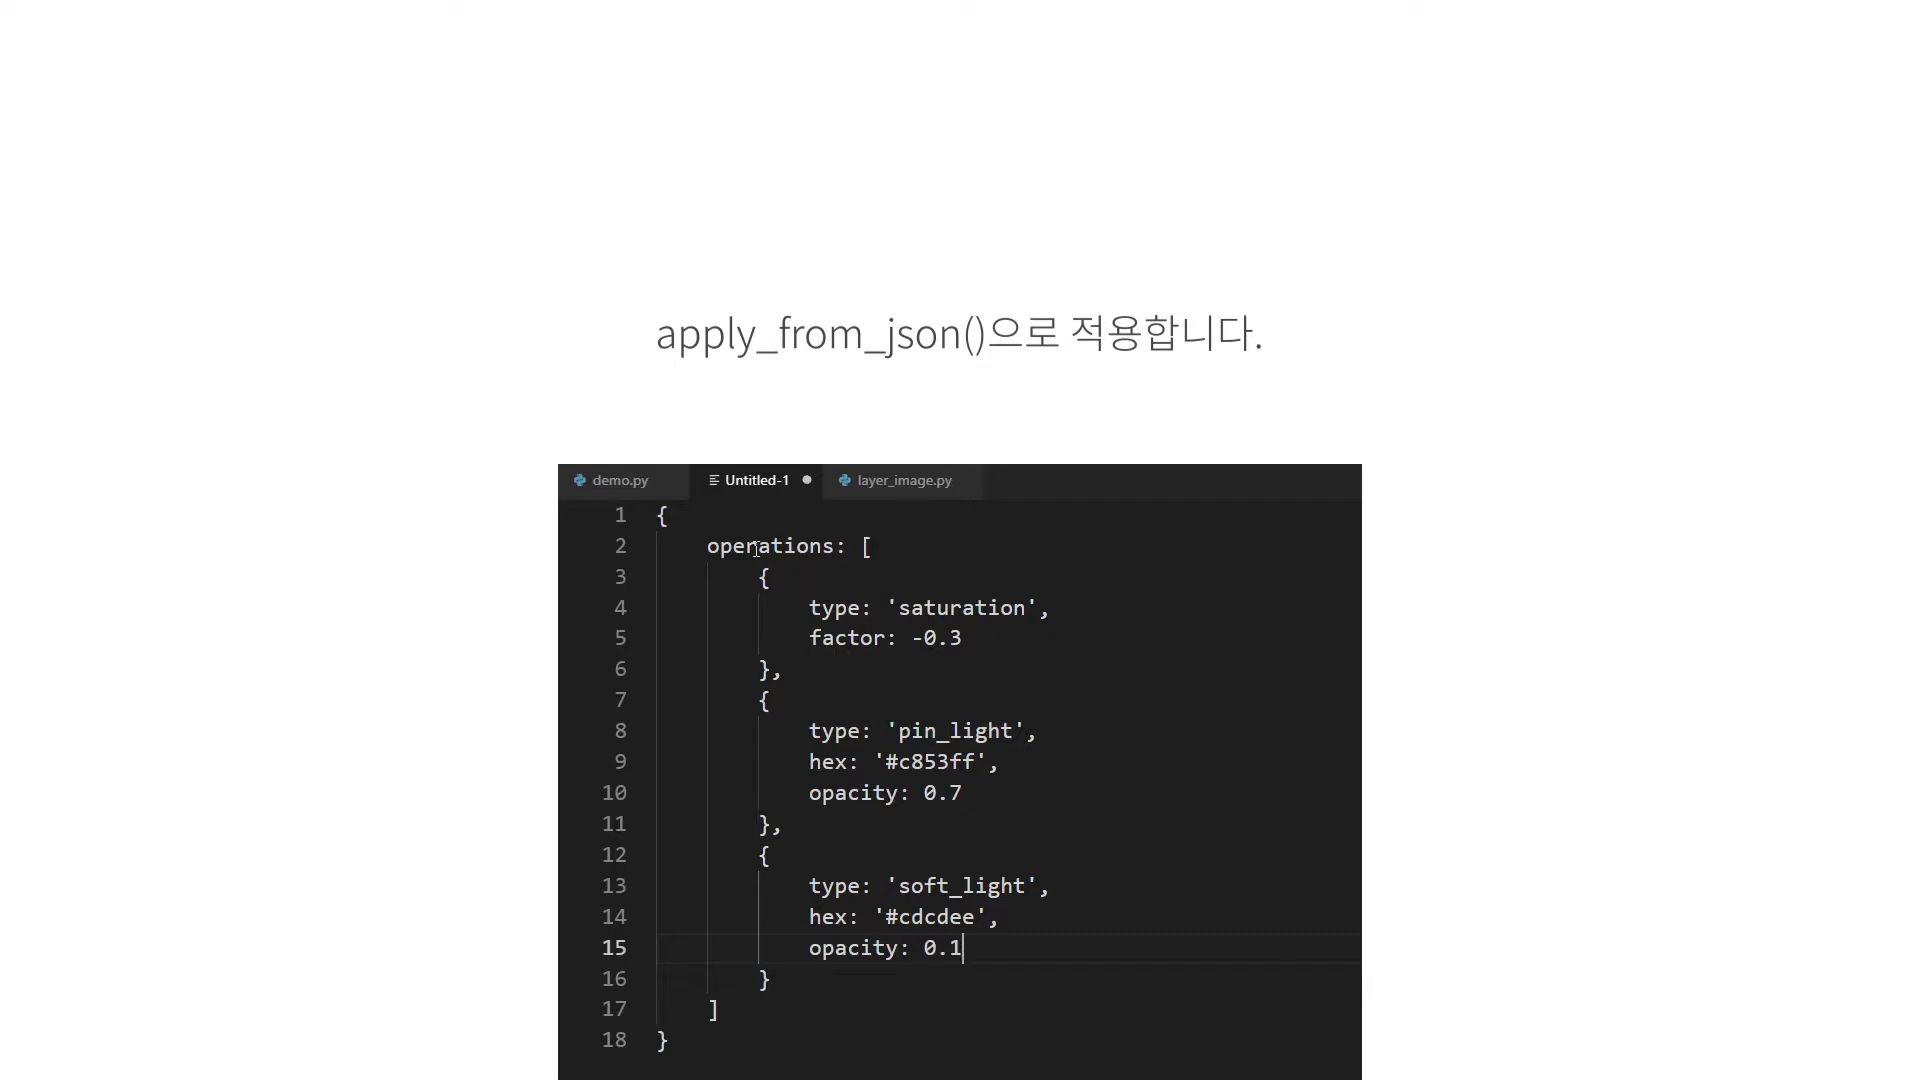 apply_from_json()으로 적용합니다.
demo.py Untitled-1 layer_image.py
1 {
2 operations: [
3 {
4 type: 'saturation',
5 factor: -0.3
6 },
7 {
8 type: 'pin_light',
9 hex: '#c853ff',
10 opacity: 0.7
11 },
12 {
13 type: 'soft_light',
14 hex: '#cdcdee',
15 opacity: 0.1
16 }
17 ]
18 }